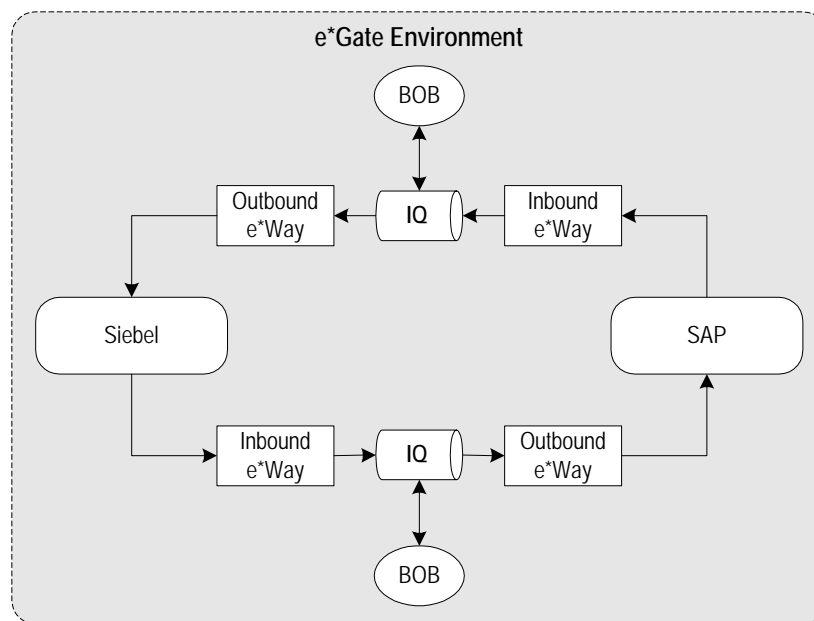 e*Gate Environment
BOB
Outbound
e*Way
IQ
Inbound
e*Way
Siebel
SAP
Inbound
e*Way
IQ
Outbound
e*Way
BOB